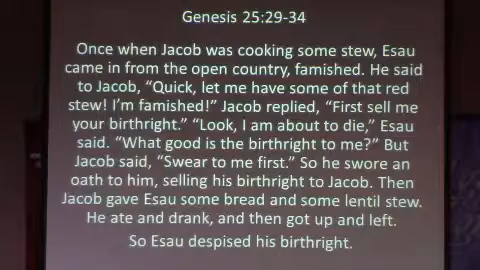 Genesis 25:29-34
Once when Jacob was cooking some stew, Esau
came in from the open country, famished. He said
to Jacob, “Quick, let me have some of that red
stew! I’m famished!” Jacob replied, “First sell me
your birthright.” “Look, I am about to die,” Esau
said. “What good is the birthright to me?” But
Jacob said, “Swear to me first.” So he swore an
oath to him, selling his birthright to Jacob. Then
Jacob gave Esau some bread and some lentil stew.
He ate and drank, and then got up and left.
So Esau despised his birthright.